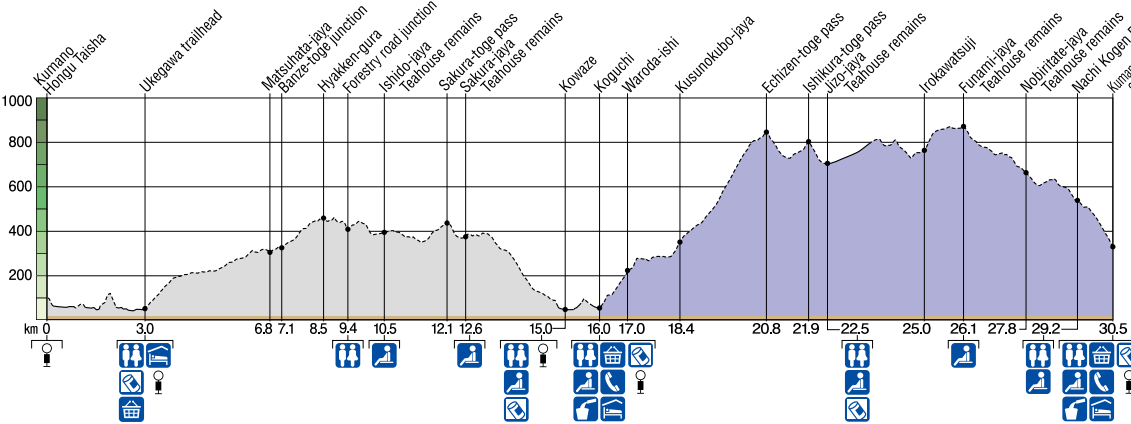 Kumano
Hongu Taisha
Ukegawa trailhead
Matsuhata-jaya
Banze-toge junction
Hyakken-gura
Forestry road junction
Ishido-jaya
Teahouse remains
Sakura-toge pass
Sakura-jaya
Teahouse remains
Kowaze
Koguchi
Waroda-ishi
Kusunokubo-jaya
Echizen-toge pass
Ishikura-toge pass
Jizo-jaya
Teahouse remains
Irokawatsuji
Funami-jaya
Teahouse remains
Nobiritate-jaya
Teahouse remains
Nachi Kogen
1000
800
600
400
200
km 0 3.0 6.8 7.1 8.5 9.4 10.5 12.1 12.6 15.0 16.0 17.0 18.4 20.8 21.9 22.5 25.0 26.1 27.8 29.2 30.5